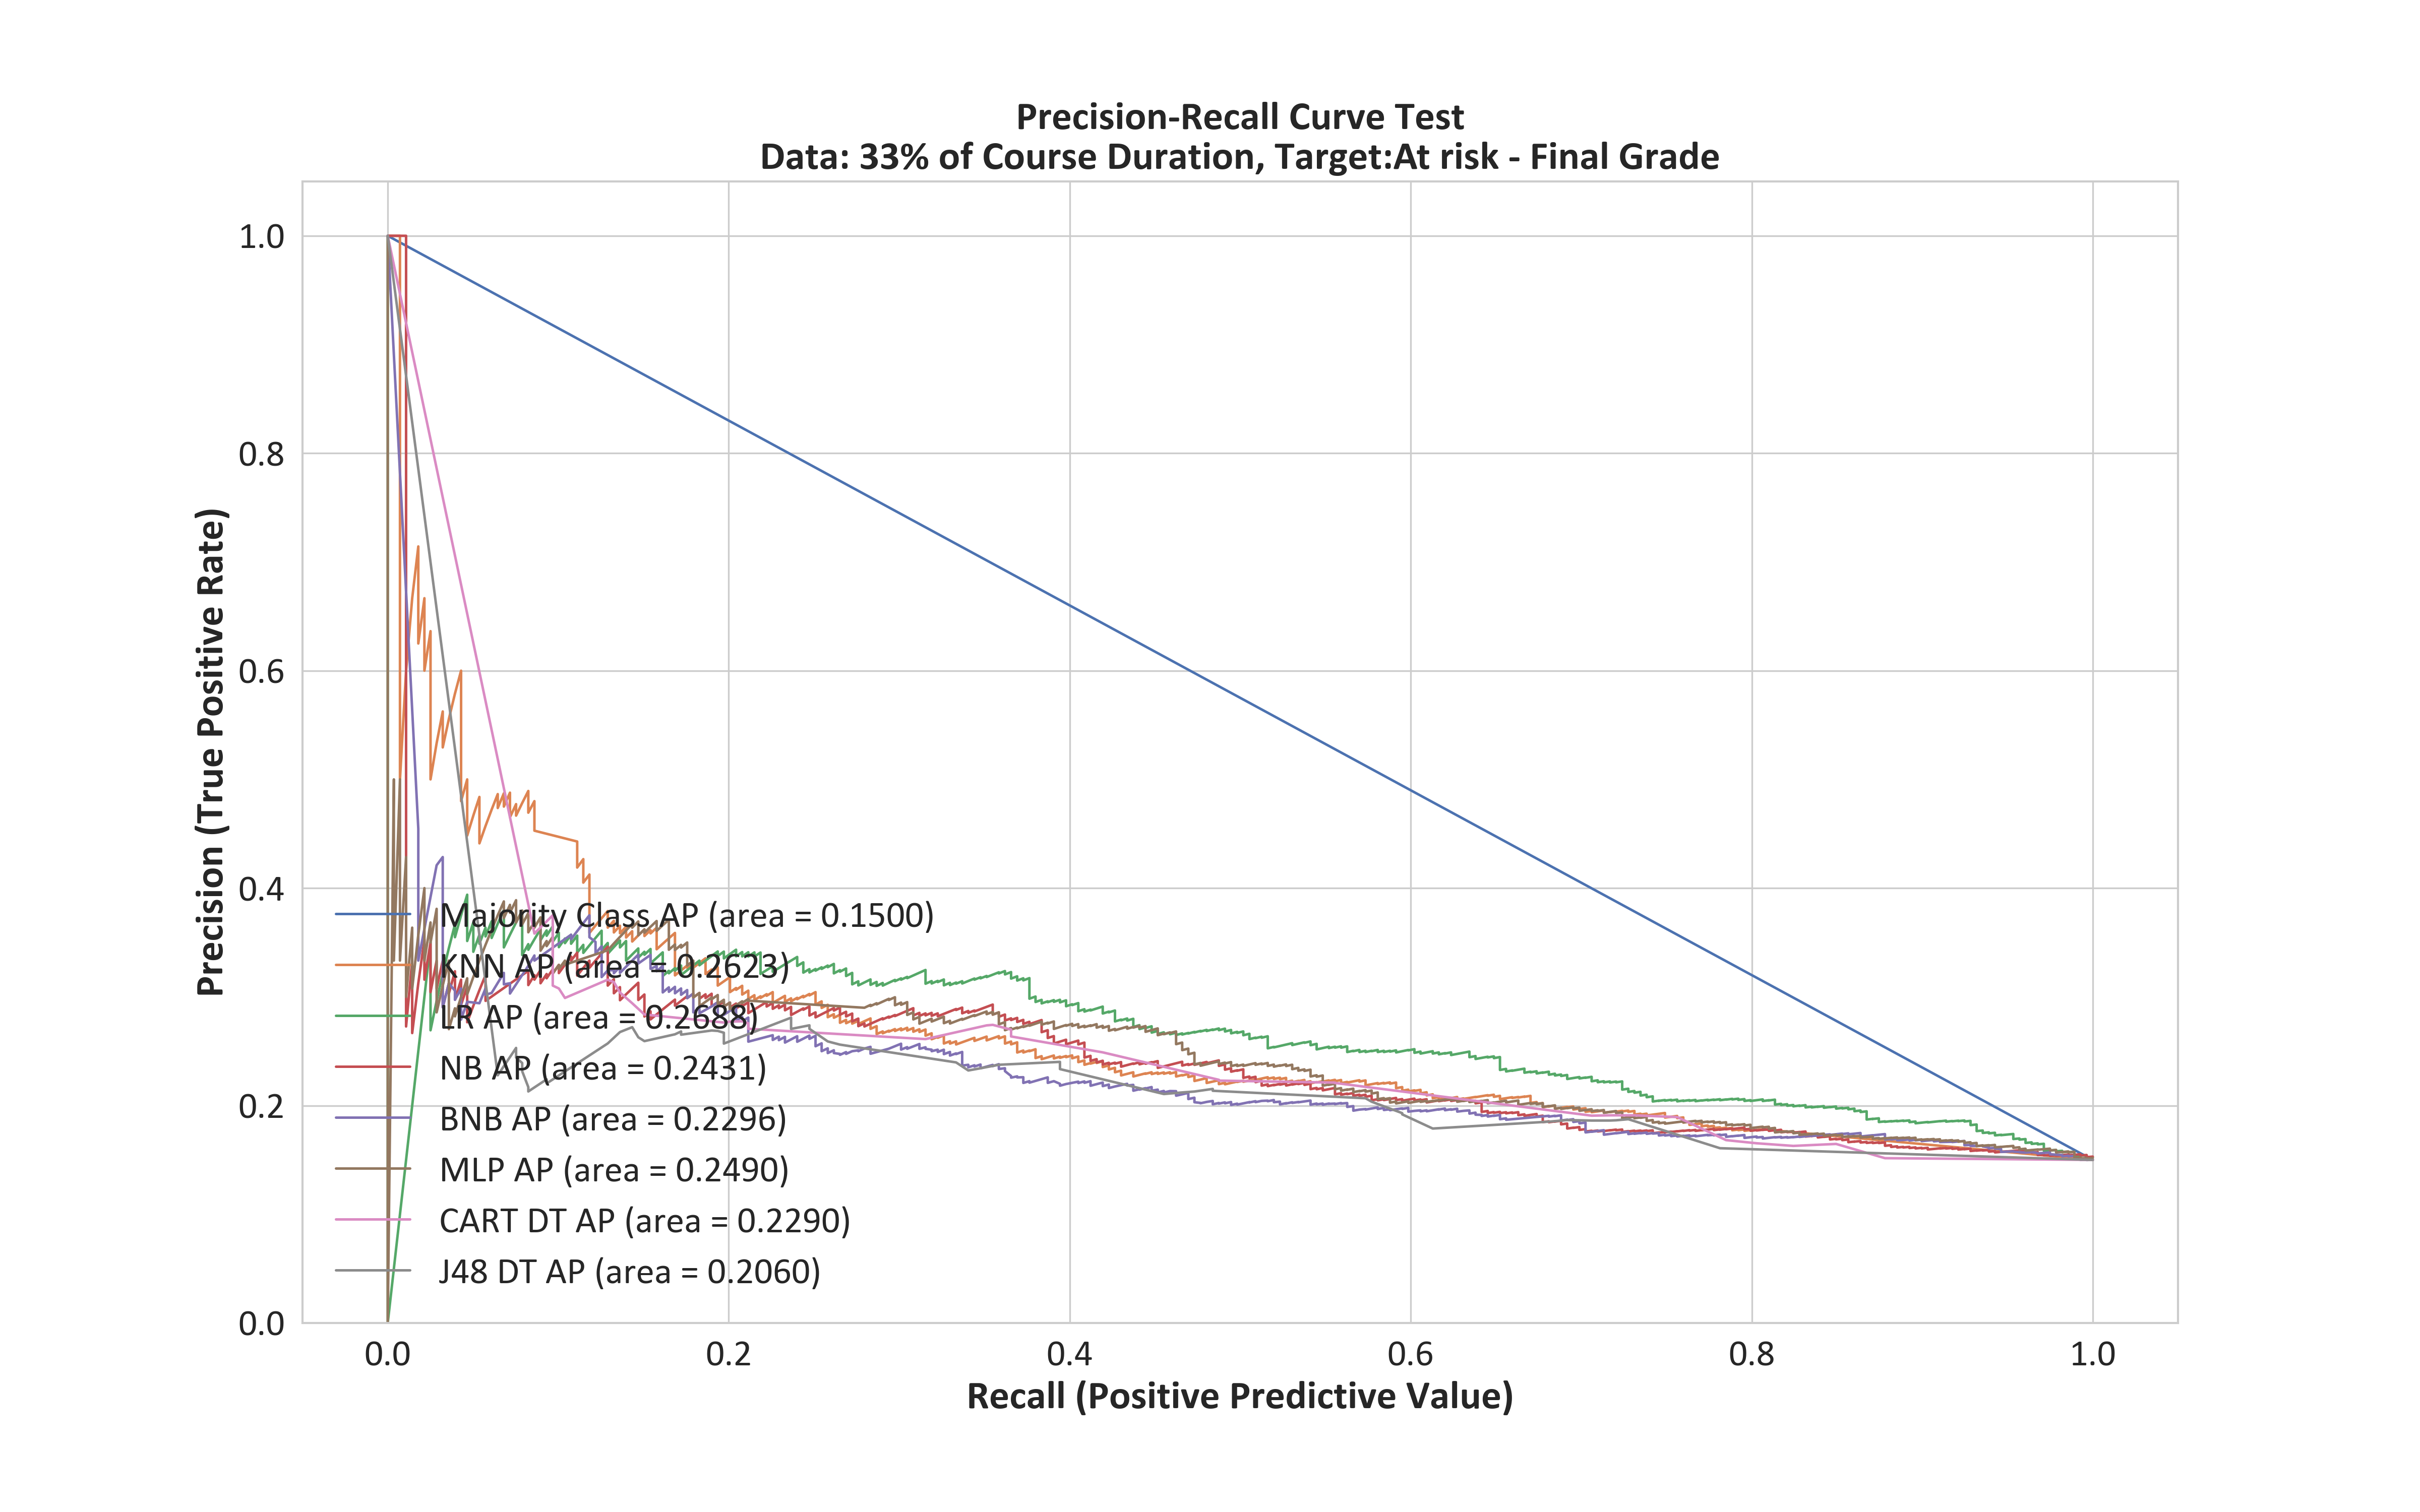 Precision-Recall Curve Test
Data: 33% of Course Duration, Target:At risk - Final Grade
Precision (True Positive Rate)
1.0
0.8
0.6
0.4
0.2
0.0
Majority Class AP (area = 0.1500)
KNN AP (area = 0.2623)
LR AP (area = 0.2688)
NB AP (area = 0.2431)
BNB AP (area = 0.2296)
MLP AP (area = 0.2490)
CART DT AP (area = 0.2290)
J48 DT AP (area = 0.2060)
0.0 0.2 0.4 0.6 0.8 1.0
Recall (Positive Predictive Value)